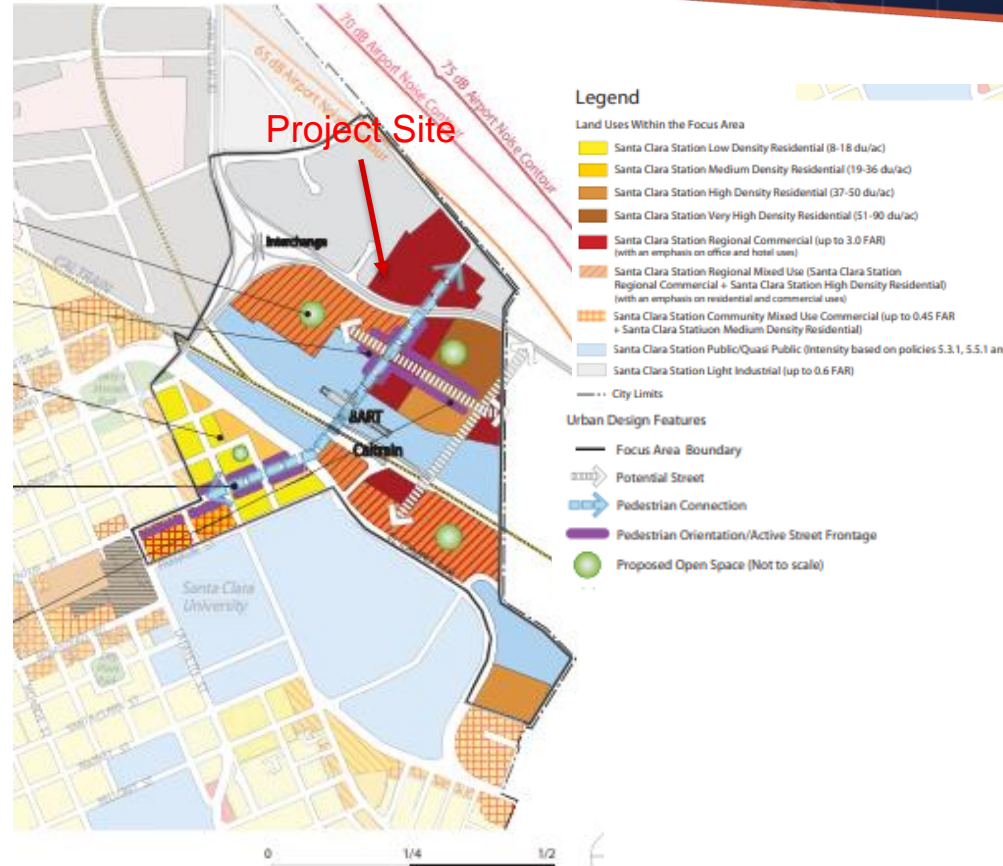 70 dB Airport Noise Contour
75 dB Airport Noise Contour
65 dB Airport Noise
Project Site
Interchange
CALTRAIN
BART
Caltrain
Santa Clara
University
0 1/4 1/2
Legend
Land Uses Within the Focus Area
Santa Clara Station Low Density Residential (8-18 du/ac)
Santa Clara Station Medium Density Residential (19-36 du/ac)
Santa Clara Station High Density Residential (37-50 du/ac)
Santa Clara Station Very High Density Residential (51-90 du/ac)
Santa Clara Station Regional Commercial (up to 3.0 FAR)
(with an emphasis on office and hotel uses)
Santa Clara Station Regional Mixed Use (Santa Clara Station
Regional Commercial + Santa Clara Station High Density Residential)
(with an emphasis on residential and commercial uses)
Santa Clara Station Community Mixed Use Commercial (up to 0.45 FAR
+ Santa Clara Statiuon Medium Density Residential)
Santa Clara Station Public/Quasi Public (Intensity based on policies 5.3.1, 5.5.1 an
Santa Clara Station Light Industrial (up to 0.6 FAR)
City Limits
Urban Design Features
Focus Area Boundary
Potential Street
Pedestrian Connection
Pedestrian Orientation/Active Street Frontage
Proposed Open Space (Not to scale)